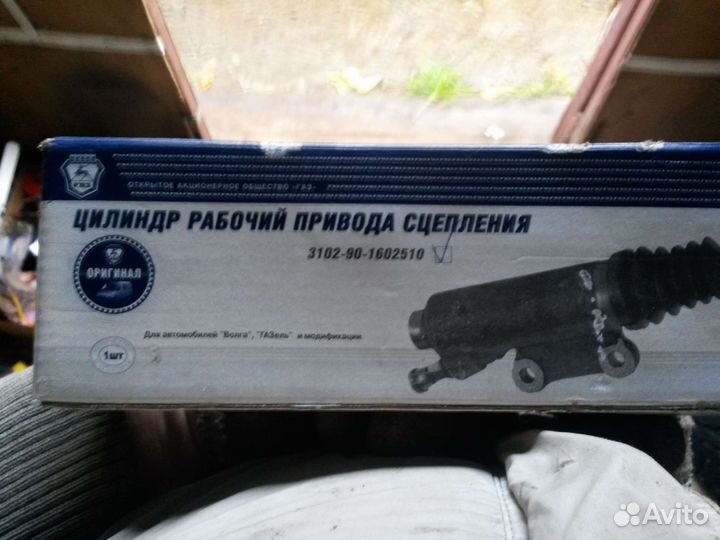 ГАЗ
ОТКРЫТОЕ АКЦИОНЕРНОЕ ОБЩЕСТВО «ГАЗ»
ЦИЛИНДР РАБОЧИЙ ПРИВОДА СЦЕПЛЕНИЯ
3102-90-1602510
ОРИГИНАЛ
Для автомобилей "Волга", "ГАЗель" и модификации
1шт
Avito